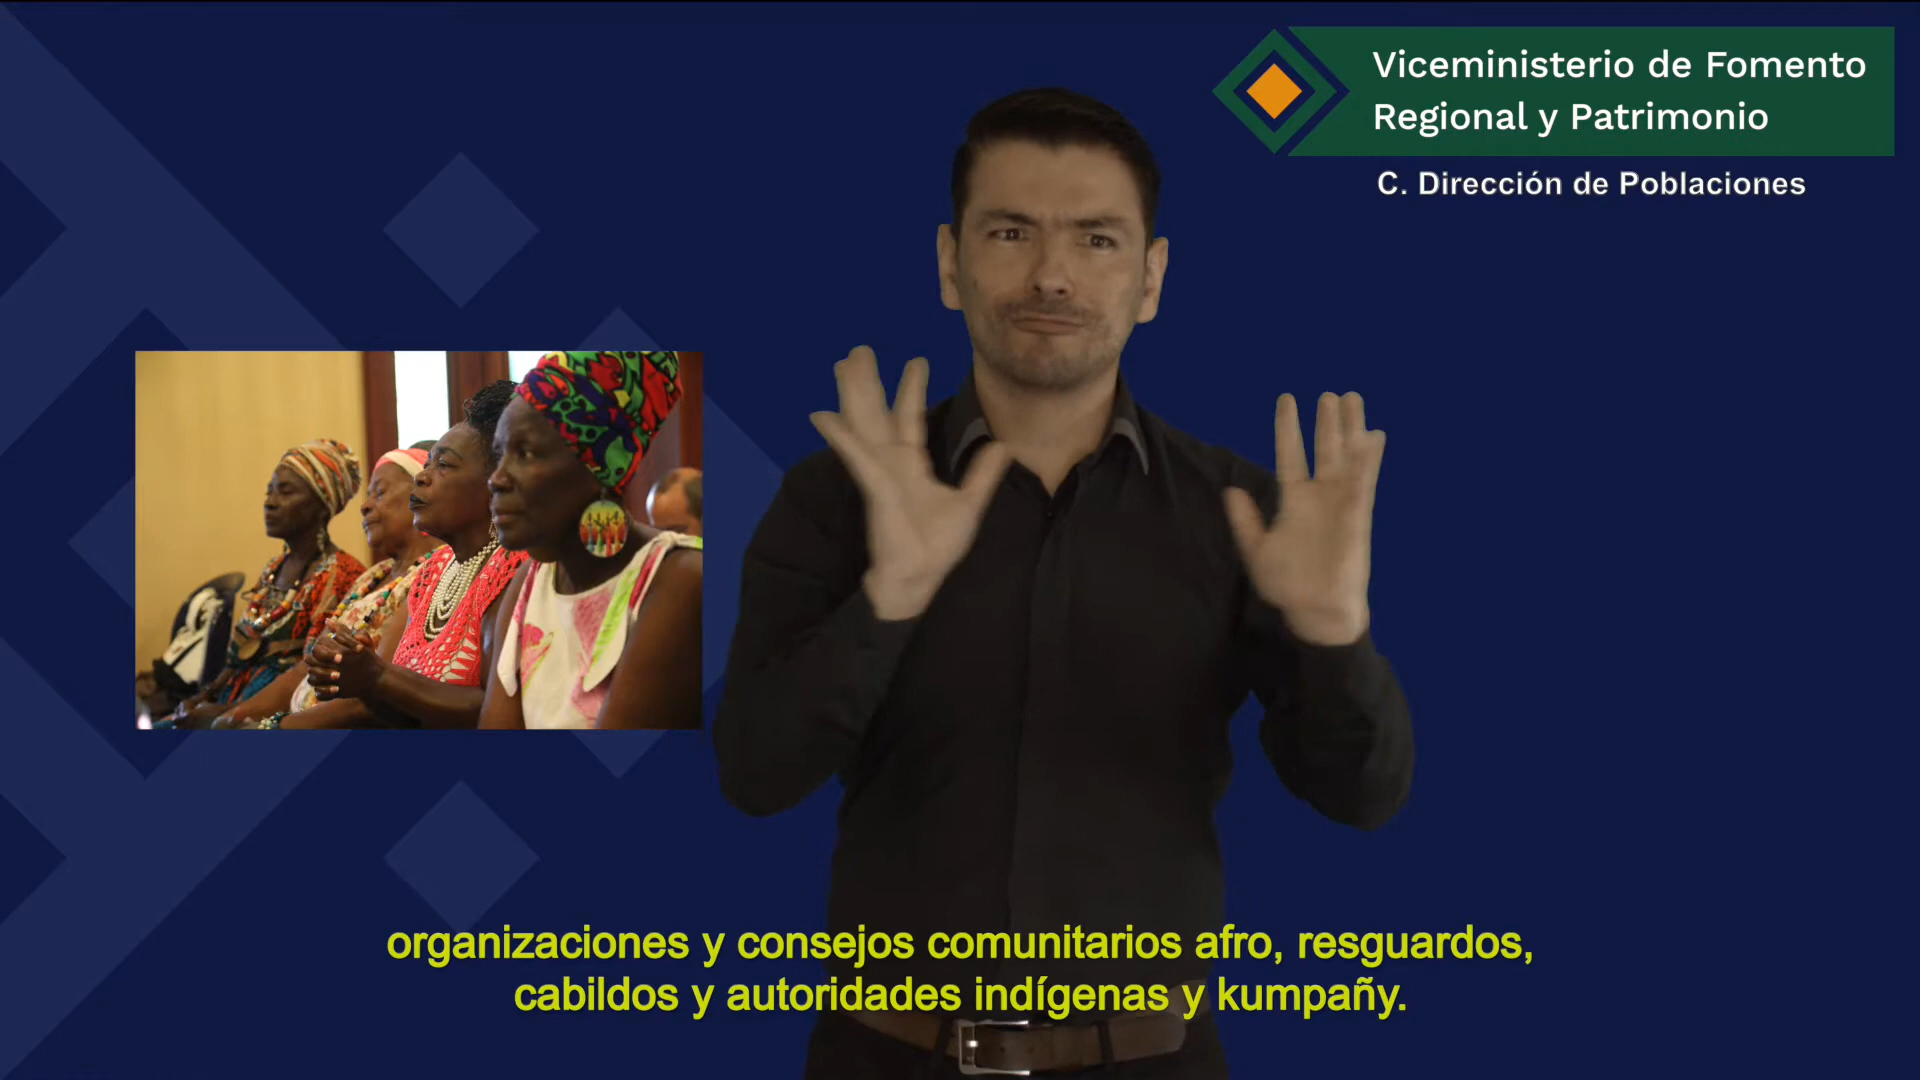 Viceministerio de Fomento
Regional y Patrimonio
C. Dirección de Poblaciones
organizaciones y consejos comunitarios afro, resguardos,
cabildos y autoridades indígenas y kumpañy.